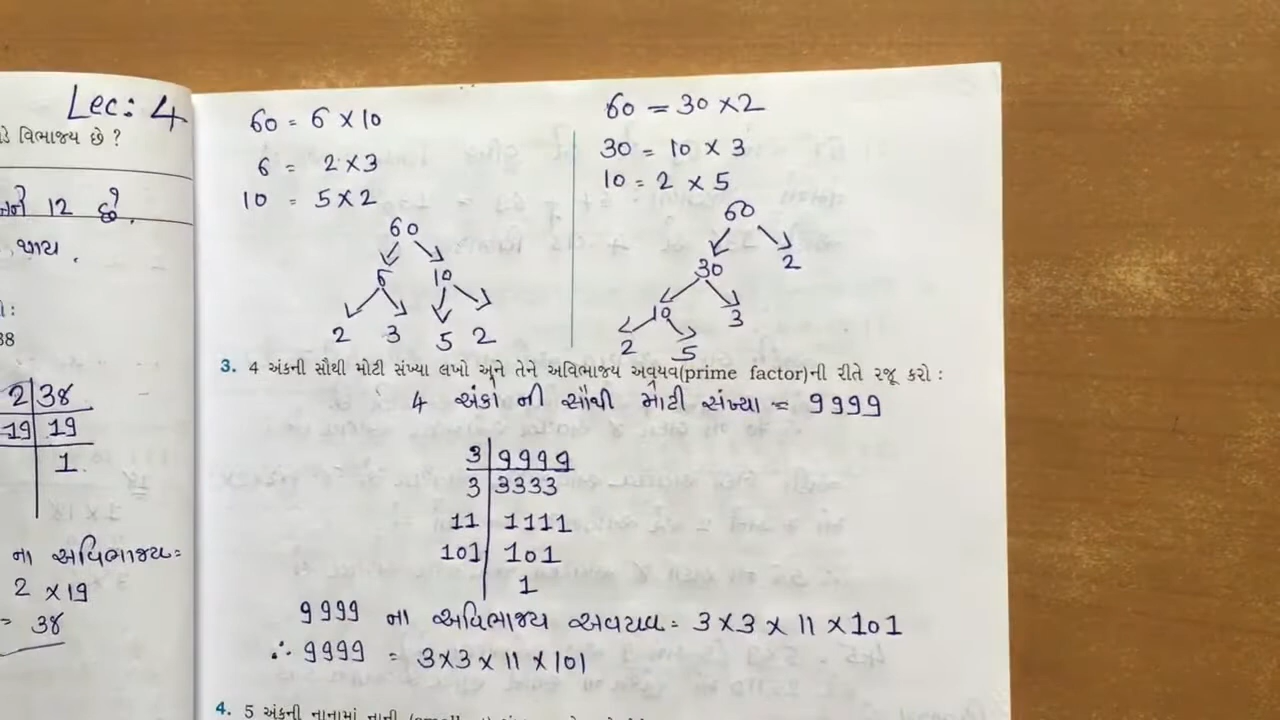 Lec: 4
ડે વિભાજ્ય છે ?
અને 12 છે.
થાય.
38
2 38
19 19
1
ના અવિભાજ્ય =
2 × 19
= 38
60 = 6 × 10
6 = 2 × 3
10 = 5 × 2
60
6 10
2 3 5 2
60 = 30 × 2
30 = 10 × 3
10 = 2 × 5
60
30 2
10 3
2 5
3. 4 અંકની સૌથી મોટી સંખ્યા લખો અને તેને અવિભાજ્ય અવયવ(prime factor)ની રીતે રજૂ કરો :
4 અંકો ની સૌથી મોટી સંખ્યા = 9999
3 9999
3 3333
11 1111
101 101
1
9999 ના અવિભાજ્ય અવયવ = 3 × 3 × 11 × 101
∴ 9999 = 3 × 3 × 11 × 101
4. 5 અંકની નાનામાં નાની